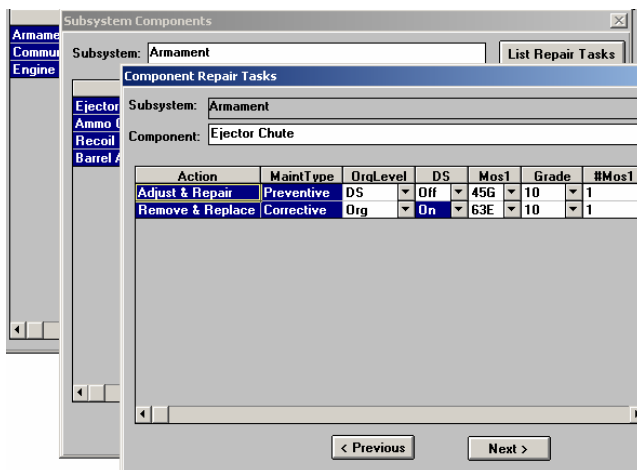 Subsystem Components
Armame
Commun
Engine
Subsystem: Armament
List Repair Tasks
Ejector
Ammo
Recoil
Barrel A
Component Repair Tasks
Subsystem: Armament
Component: Ejector Chute
Action MaintType OrgLevel DS Mos1 Grade #Mos1
Adjust & Repair Preventive DS Off 45G 10 1
Remove & Replace Corrective Org On 63E 10 1
< Previous Next >